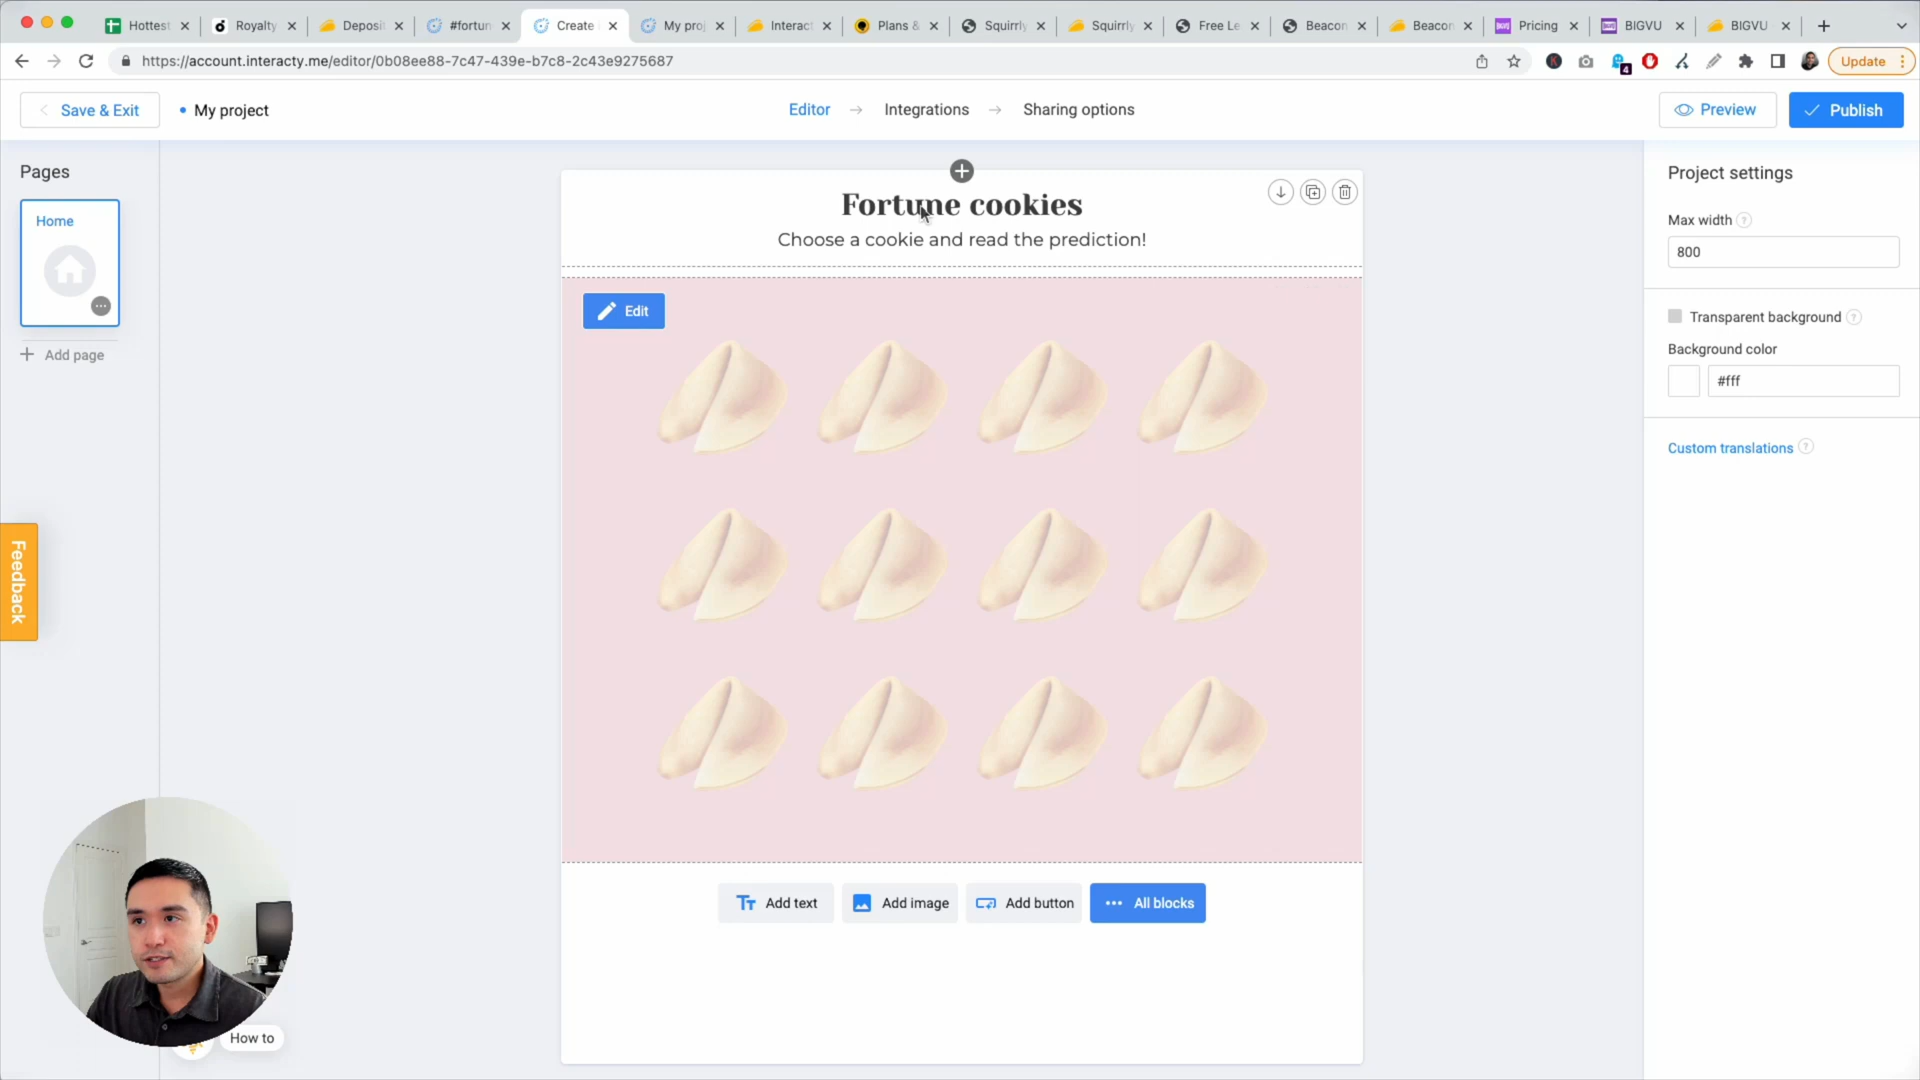 Hottest
Royalty
Deposit
#fortun
Create
My proj
Interact
Plans &
Squirrly
Squirrly
Free Le
Beacon
Beacon
Pricing
BIGVU
BIGVU
https://account.interacty.me/editor/0b08ee88-7c47-439e-b7c8-2c43e9275687
4
Update
Save & Exit
My project
Editor
Integrations
Sharing options
Preview
Publish
Pages
Home
Add page
Feedback
Fortune cookies
Choose a cookie and read the prediction!
Edit
Add text
Add image
Add button
All blocks
How to
Project settings
Max width ?
800
Transparent background ?
Background color
#fff
Custom translations ?